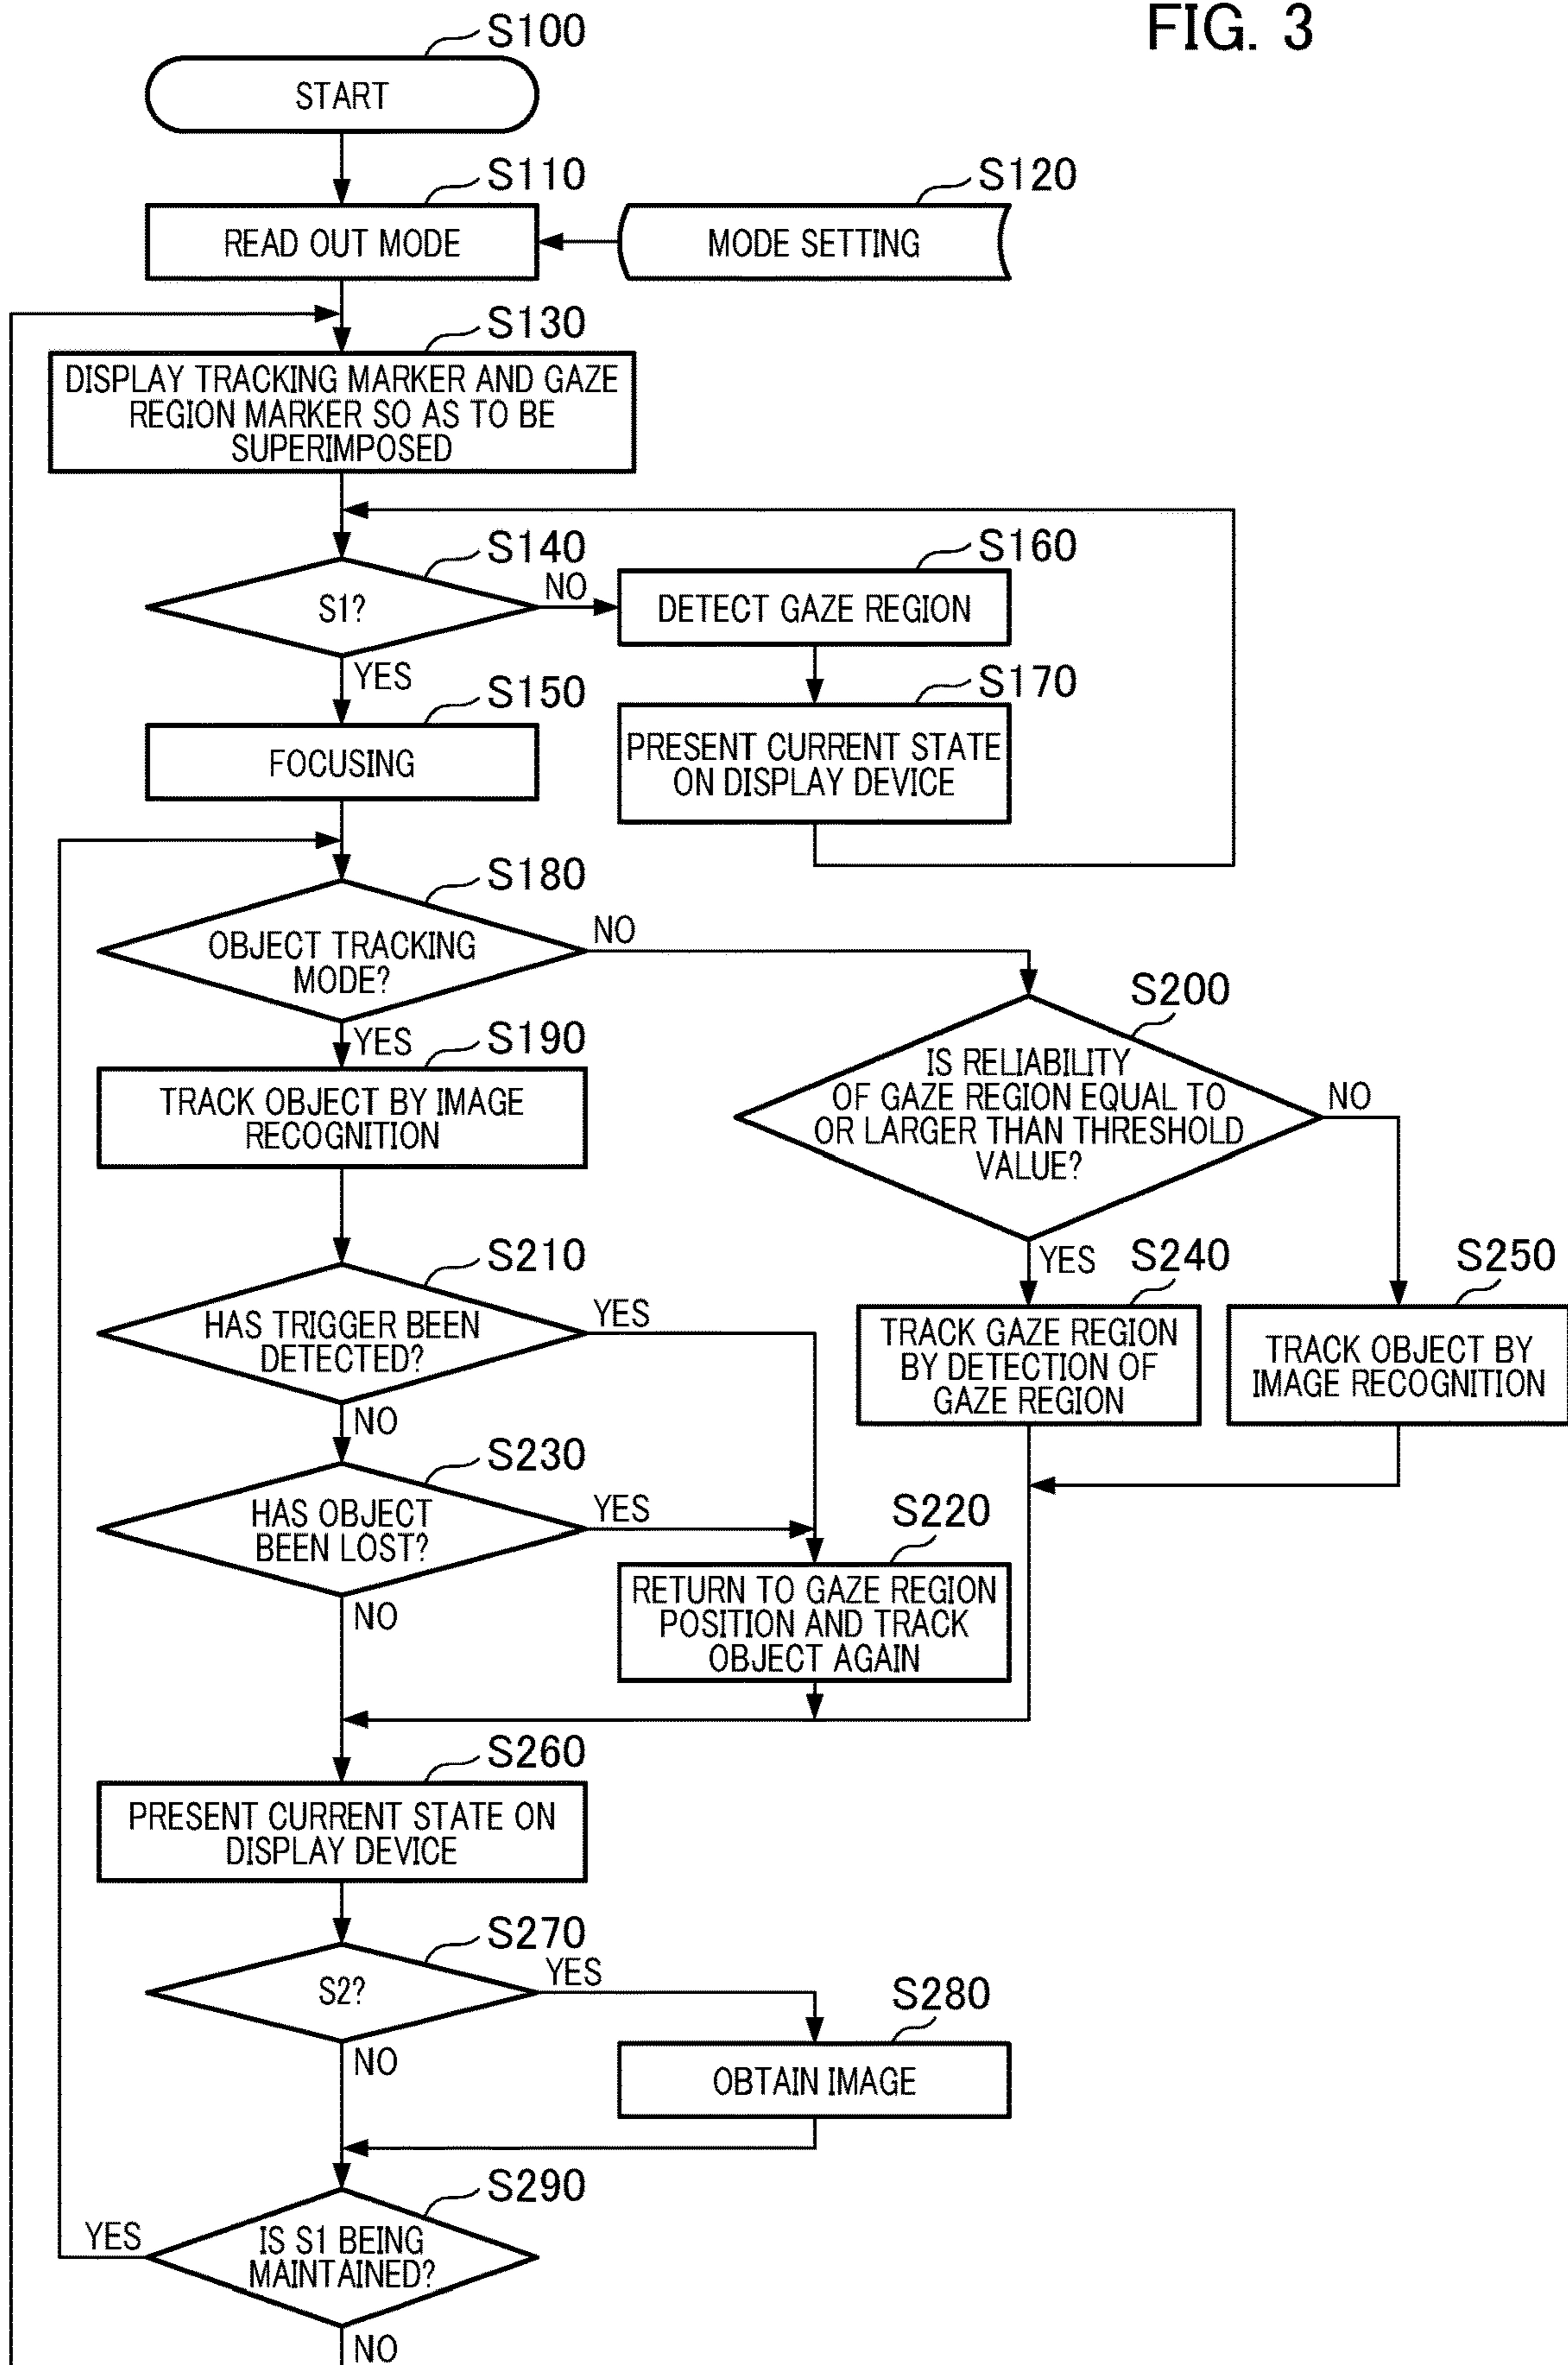 FIG. 3
S100
START
S110
READ OUT MODE
S120
MODE SETTING
S130
DISPLAY TRACKING MARKER AND GAZE
REGION MARKER SO AS TO BE
SUPERIMPOSED
S140
S1?
NO
YES
S160
DETECT GAZE REGION
S150
FOCUSING
S170
PRESENT CURRENT STATE
ON DISPLAY DEVICE
S180
OBJECT TRACKING
MODE?
NO
YES
S190
TRACK OBJECT BY IMAGE
RECOGNITION
S200
IS RELIABILITY
OF GAZE REGION EQUAL TO
OR LARGER THAN THRESHOLD
VALUE?
NO
YES
S210
HAS TRIGGER BEEN
DETECTED?
YES
NO
S240
TRACK GAZE REGION
BY DETECTION OF
GAZE REGION
S250
TRACK OBJECT BY
IMAGE RECOGNITION
S230
HAS OBJECT
BEEN LOST?
YES
NO
S220
RETURN TO GAZE REGION
POSITION AND TRACK
OBJECT AGAIN
S260
PRESENT CURRENT STATE ON
DISPLAY DEVICE
S270
S2?
YES
NO
S280
OBTAIN IMAGE
S290
IS S1 BEING
MAINTAINED?
YES
NO